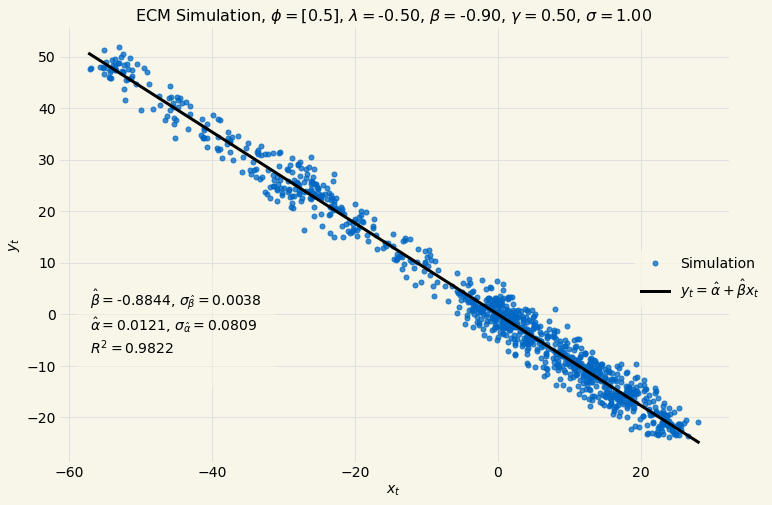 ECM Simulation, ϕ = [0.5], λ = -0.50, β = -0.90, γ = 0.50, σ = 1.00
50
40
30
20
10
0
−10
−20
y_t
Simulation
y_t = α̂ + β̂x_t
β̂ = -0.8844, σ_β̂ = 0.0038
α̂ = 0.0121, σ_α̂ = 0.0809
R² = 0.9822
−60 −40 −20 0 20
x_t